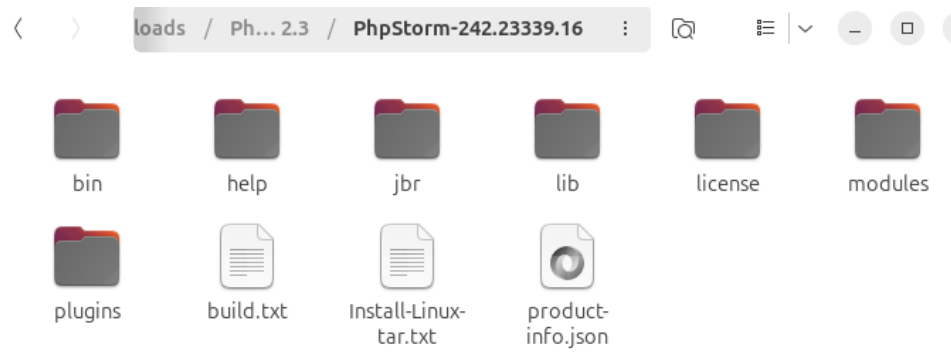 loads / Ph… 2.3 / PhpStorm-242.23339.16
bin help jbr lib license modules
plugins build.txt Install-Linux-tar.txt product-info.json